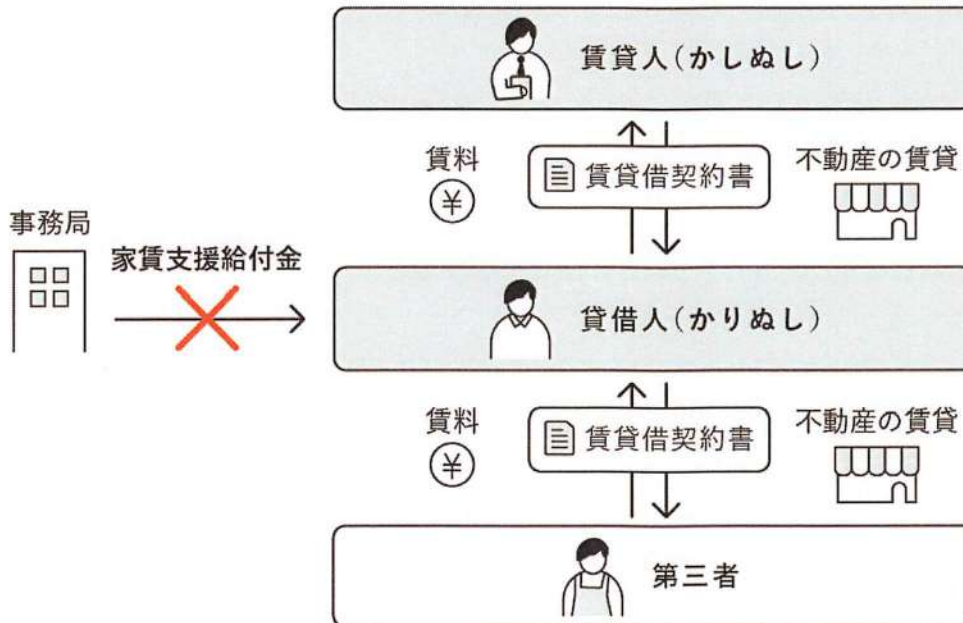 賃貸人(かしぬし)
賃料
¥
賃貸借契約書
不動産の賃貸
事務局
家賃支援給付金
貸借人(かりぬし)
賃料
¥
賃貸借契約書
不動産の賃貸
第三者